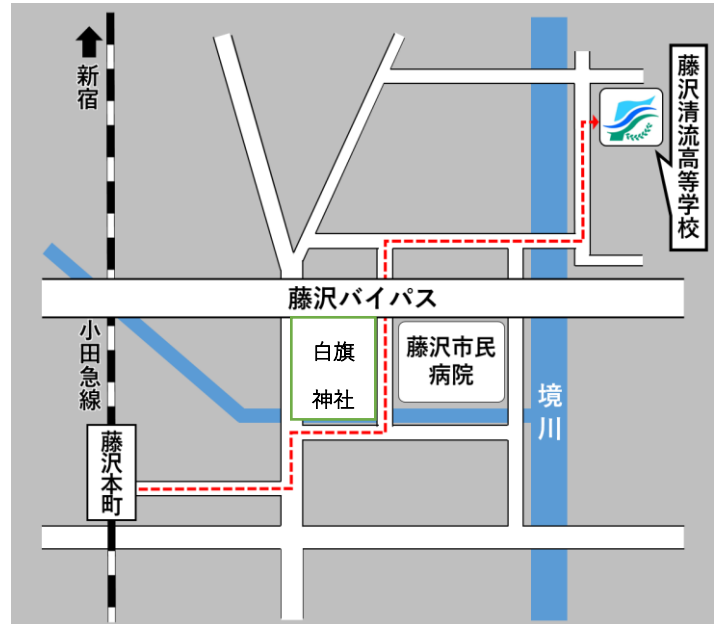 新宿
小田急線
藤沢本町
藤沢バイパス
白旗
神社
藤沢市民
病院
境川
藤沢清流高等学校